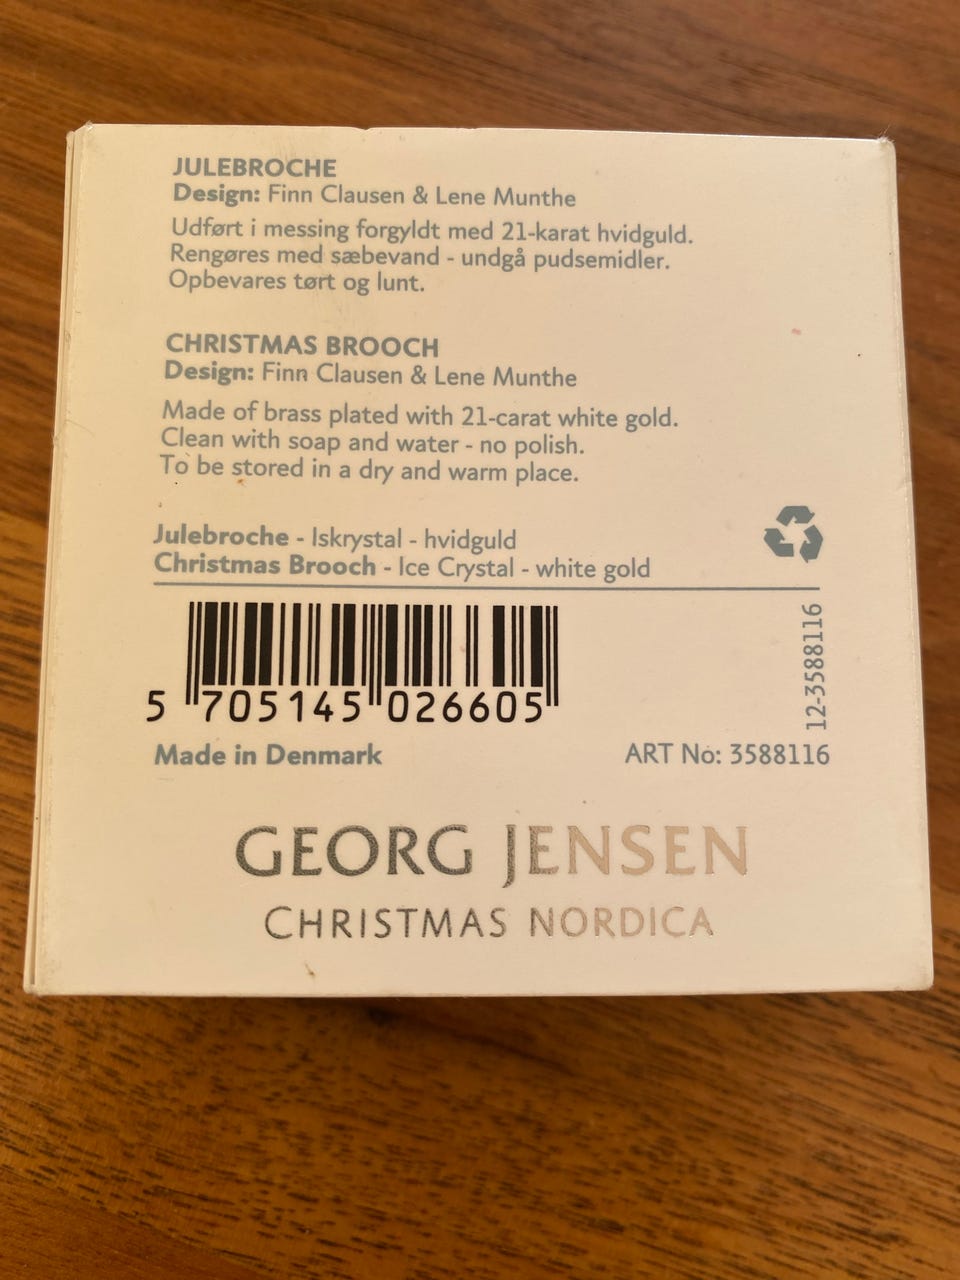 JULEBROCHE
Design: Finn Clausen & Lene Munthe
Udført i messing forgyldt med 21-karat hvidguld.
Rengøres med sæbevand - undgå pudsemidler.
Opbevares tørt og lunt.
CHRISTMAS BROOCH
Design: Finn Clausen & Lene Munthe
Made of brass plated with 21-carat white gold.
Clean with soap and water - no polish.
To be stored in a dry and warm place.
Julebroche - Iskrystal - hvidguld
Christmas Brooch - Ice Crystal - white gold
12-3588116
5 705145 026605
Made in Denmark
ART No: 3588116
GEORG JENSEN
CHRISTMAS NORDICA